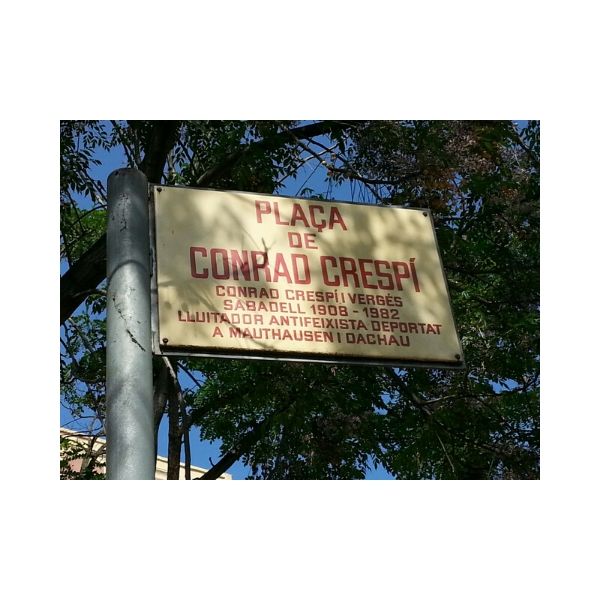 PLAÇA
DE
CONRAD CRESPÍ
CONRAD CRESPÍ I VERGÉS
SABADELL 1908 - 1982
LLUITADOR ANTIFEIXISTA DEPORTAT
A MAUTHAUSEN I DACHAU